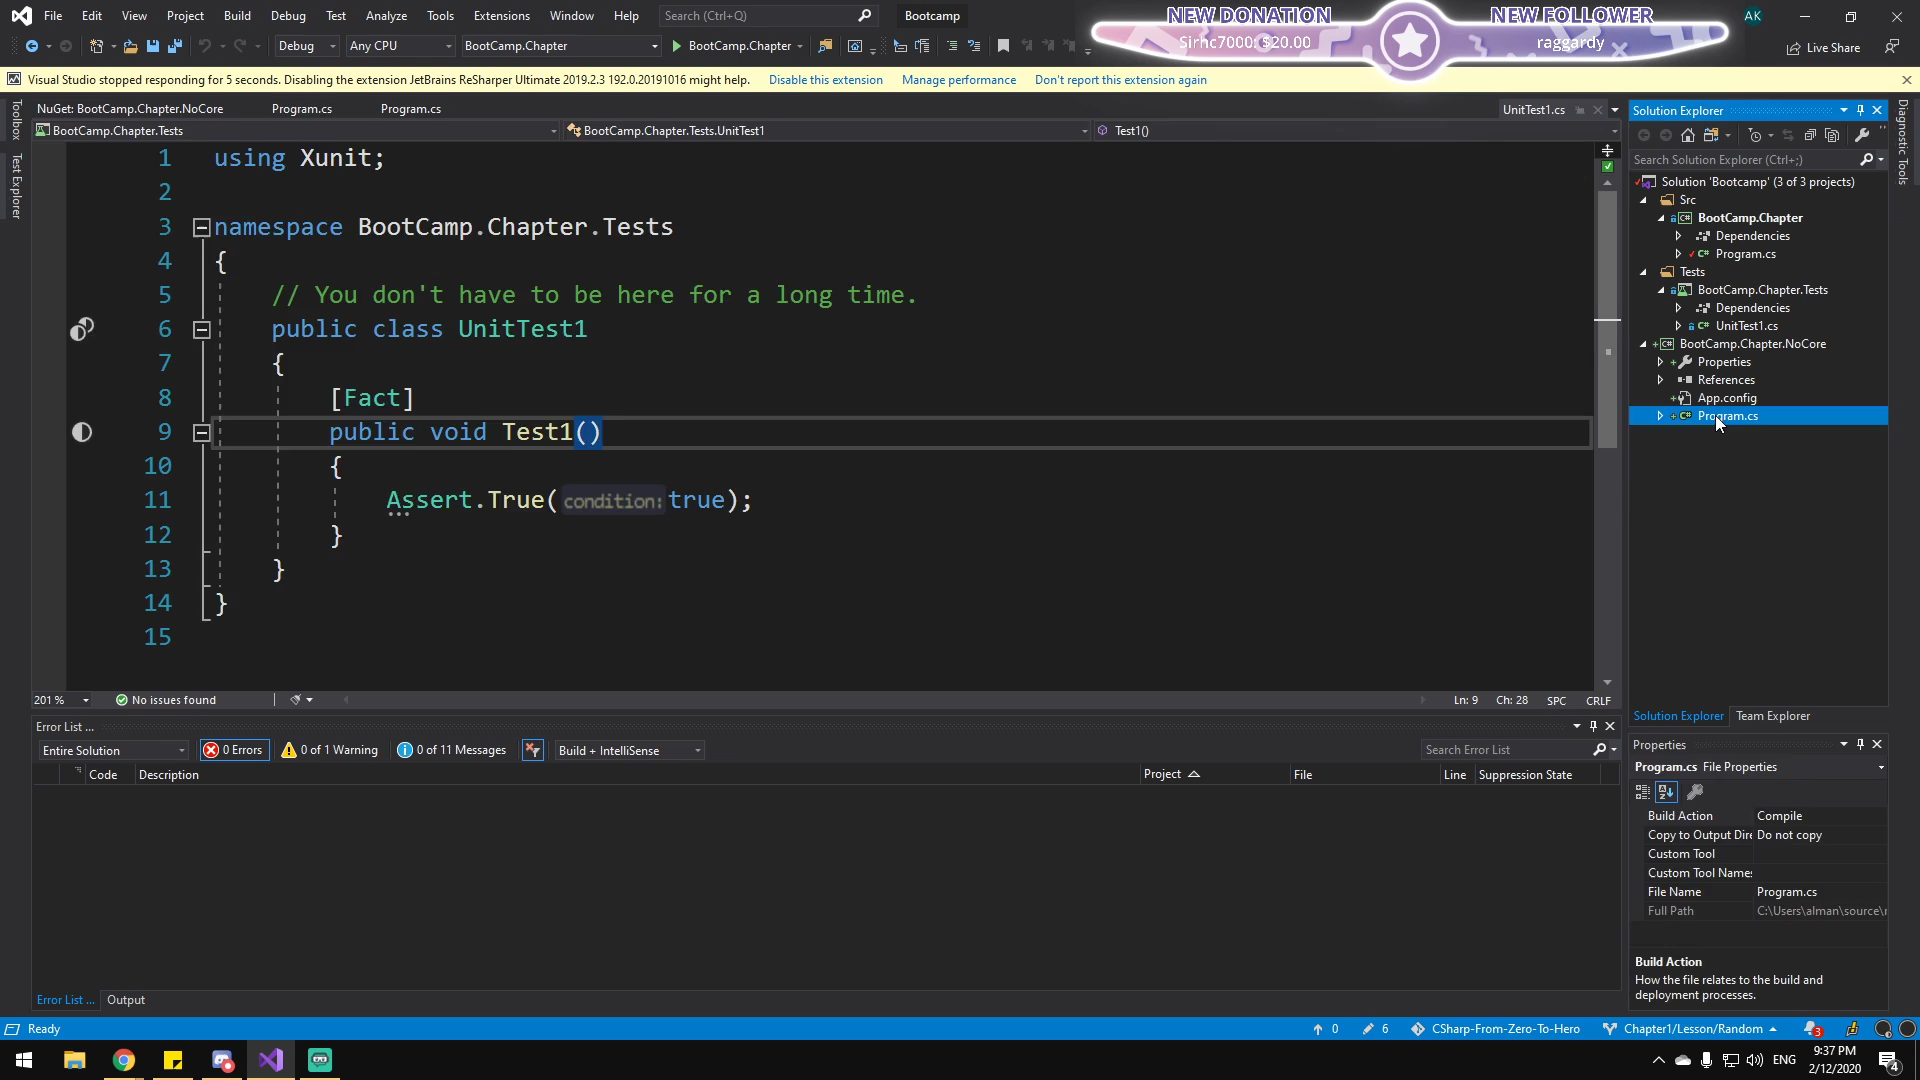 File Edit View Project Build Debug Test Analyze Tools Extensions Window Help Search (Ctrl+Q) Bootcamp
NEW DONATION NEW FOLLOWER
Sirhc7000: $20.00 raggardy
AK
Debug Any CPU BootCamp.Chapter BootCamp.Chapter Live Share
Visual Studio stopped responding for 5 seconds. Disabling the extension JetBrains ReSharper Ultimate 2019.2.3 192.0.20191016 might help. Disable this extension Manage performance Don't report this extension again
Toolbox
Test Explorer
NuGet: BootCamp.Chapter.NoCore Program.cs Program.cs UnitTest1.cs
BootCamp.Chapter.Tests BootCamp.Chapter.Tests.UnitTest1 Test1()
1 using Xunit;
2
3 namespace BootCamp.Chapter.Tests
4 {
5 // You don't have to be here for a long time.
6 public class UnitTest1
7 {
8 [Fact]
9 public void Test1()
10 {
11 Assert.True(condition:true);
12 }
13 }
14 }
15
201 % No issues found Ln: 9 Ch: 28 SPC CRLF
Error List ...
Entire Solution 0 Errors 0 of 1 Warning 0 of 11 Messages Build + IntelliSense Search Error List
Code Description Project File Line Suppression State
Error List ... Output
Solution Explorer
Search Solution Explorer (Ctrl+;)
Solution 'Bootcamp' (3 of 3 projects)
Src
BootCamp.Chapter
Dependencies
Program.cs
Tests
BootCamp.Chapter.Tests
Dependencies
UnitTest1.cs
BootCamp.Chapter.NoCore
Properties
References
App.config
Program.cs
Solution Explorer Team Explorer
Diagnostic Tools
Properties
Program.cs File Properties
Build Action Compile
Copy to Output Dire Do not copy
Custom Tool
Custom Tool Names
File Name Program.cs
Full Path C:\Users\alman\source\r
Build Action
How the file relates to the build and
deployment processes.
Ready 0 6 CSharp-From-Zero-To-Hero Chapter1/Lesson/Random 3
ENG 9:37 PM
2/12/2020 4